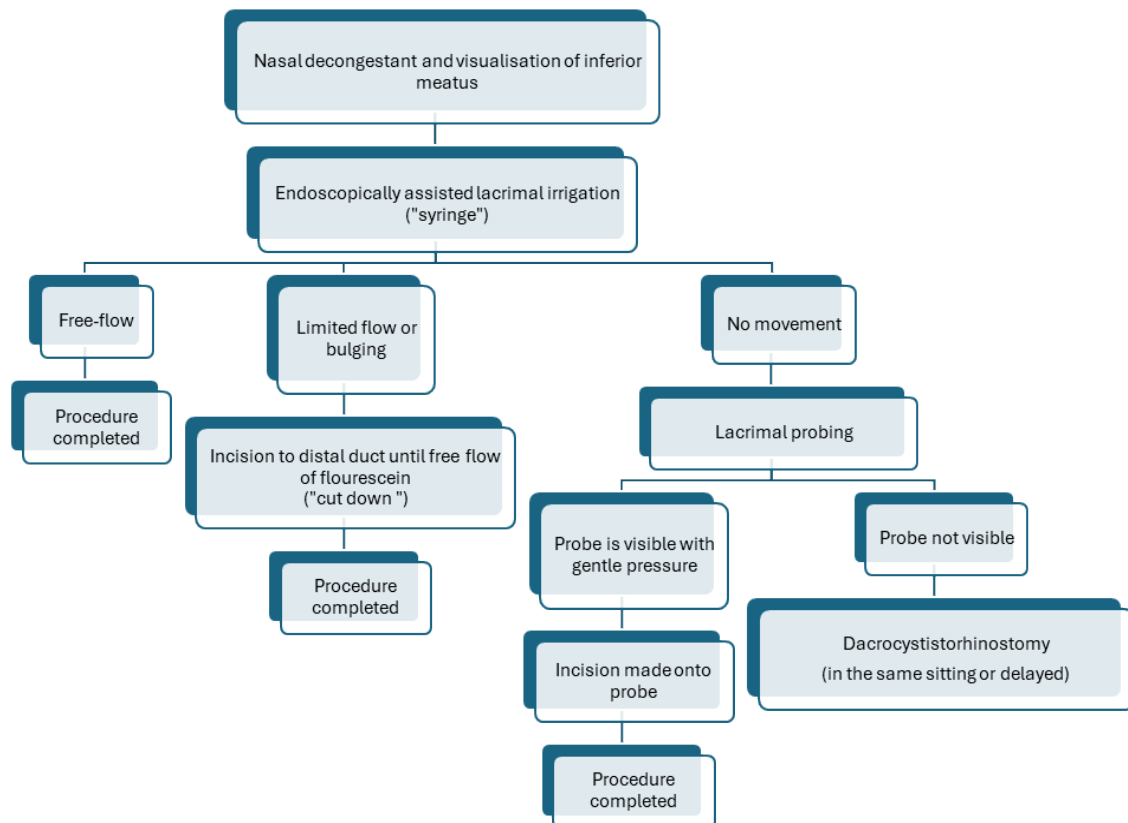 Nasal decongestant and visualisation of inferior
meatus
Endoscopically assisted lacrimal irrigation
("syringe")
Free-flow
Procedure
completed
Limited flow or
bulging
Incision to distal duct until free flow
of flourescein
("cut down ")
Procedure
completed
No movement
Lacrimal probing
Probe is visible with
gentle pressure
Incision made onto
probe
Procedure
completed
Probe not visible
Dacrocystistorhinostomy
(in the same sitting or delayed)